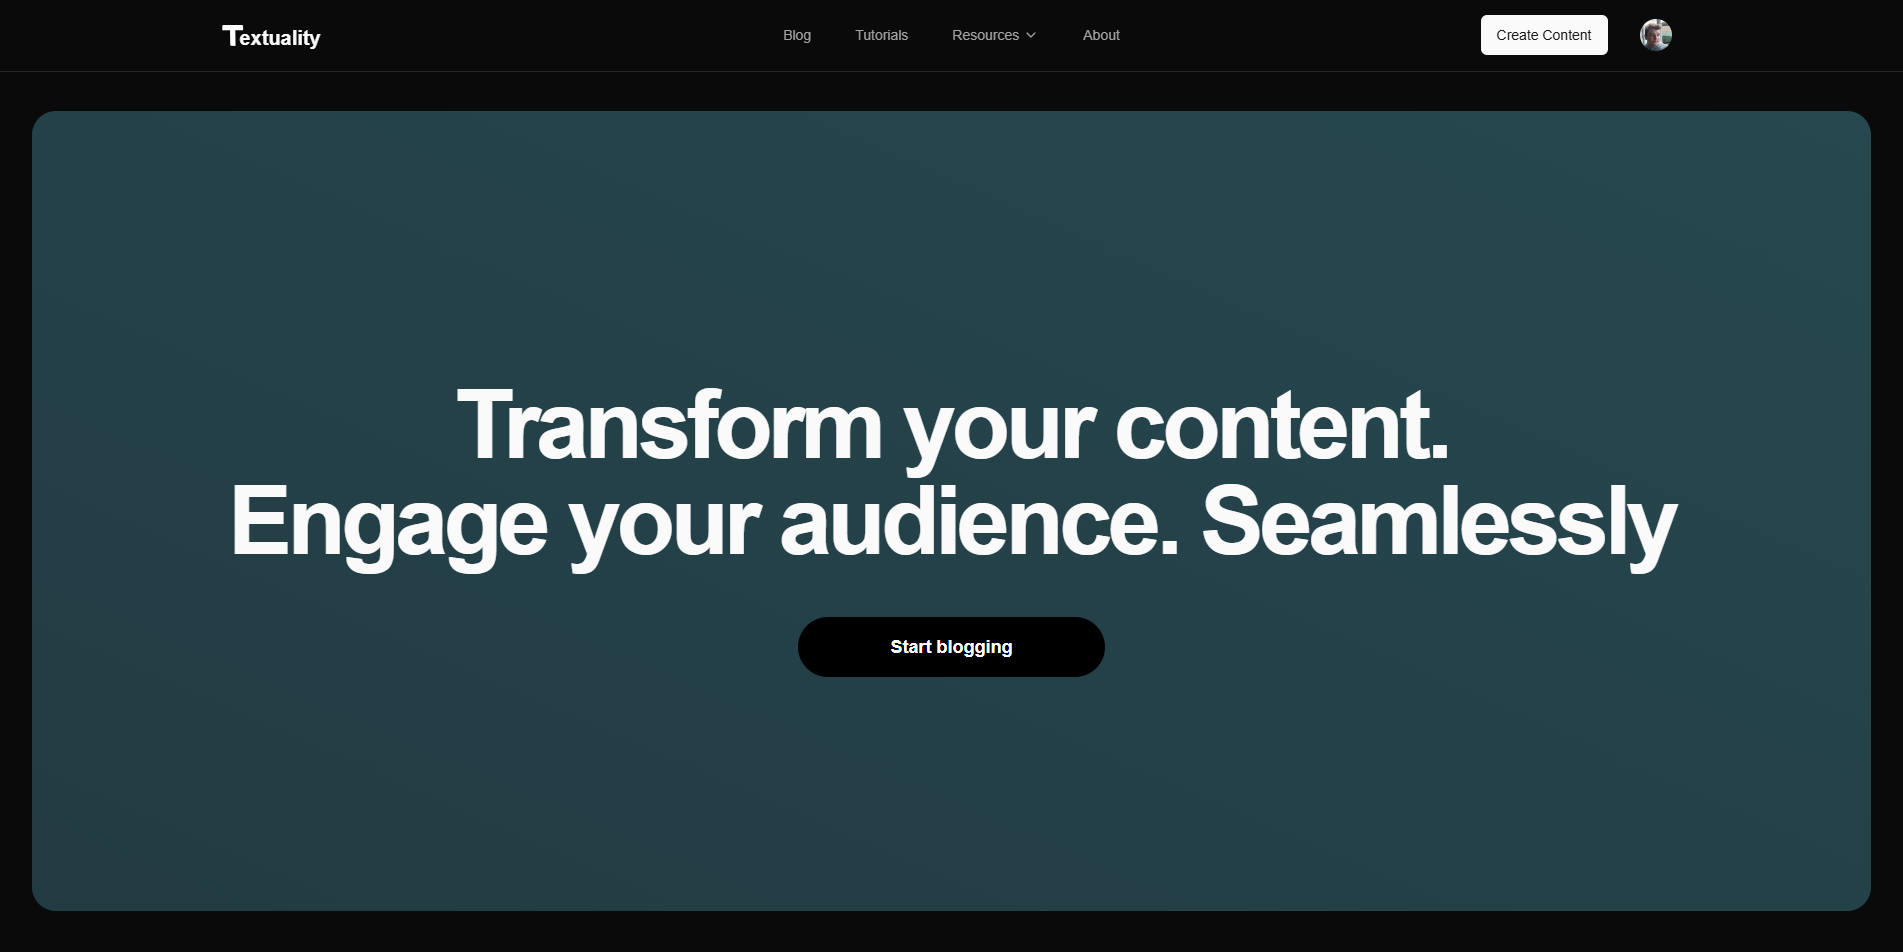 Textuality
Blog
Tutorials
Resources
About
Create Content
Transform your content.
Engage your audience. Seamlessly
Start blogging